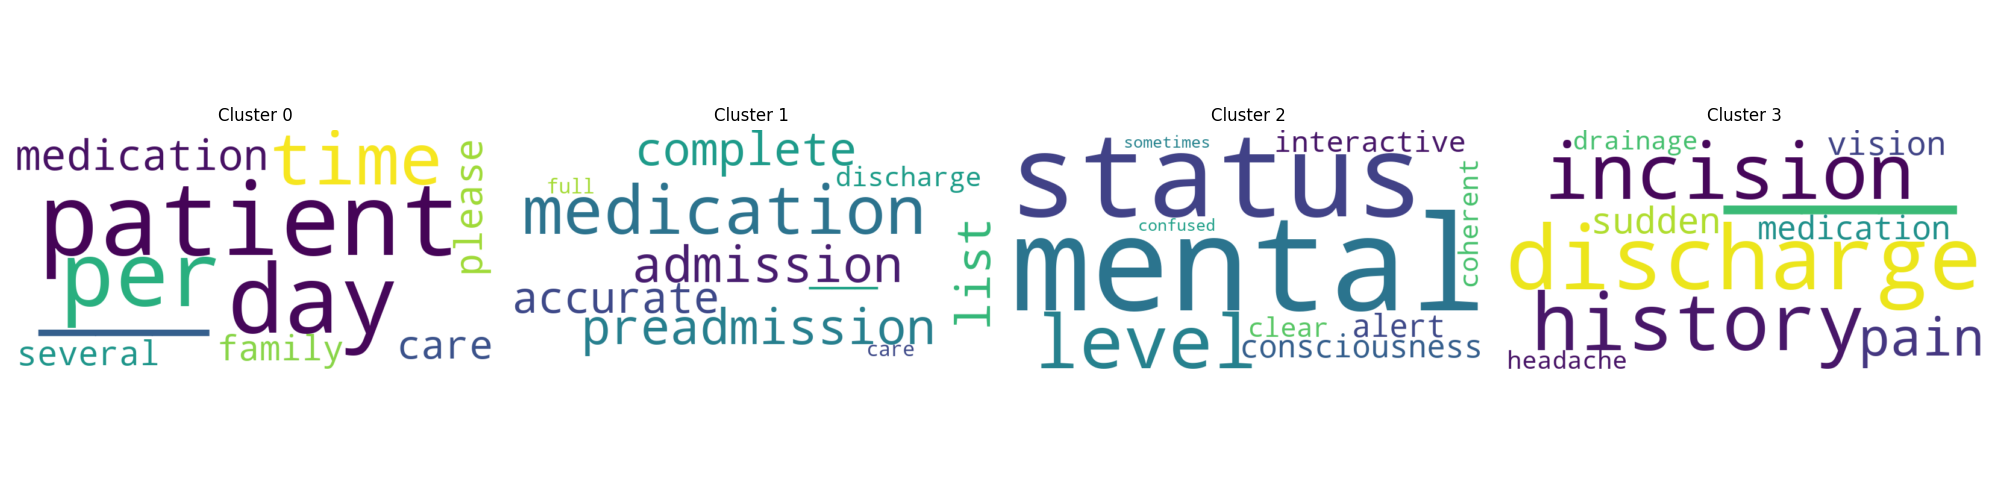 Cluster 0
medication
time
please
patient
per
day
several
family
care
Cluster 1
complete
discharge
full
medication
list
admission
accurate
preadmission
care
Cluster 2
sometimes
interactive
status
coherent
confused
mental
level
clear
alert
consciousness
Cluster 3
drainage
vision
incision
sudden
medication
discharge
history
pain
headache